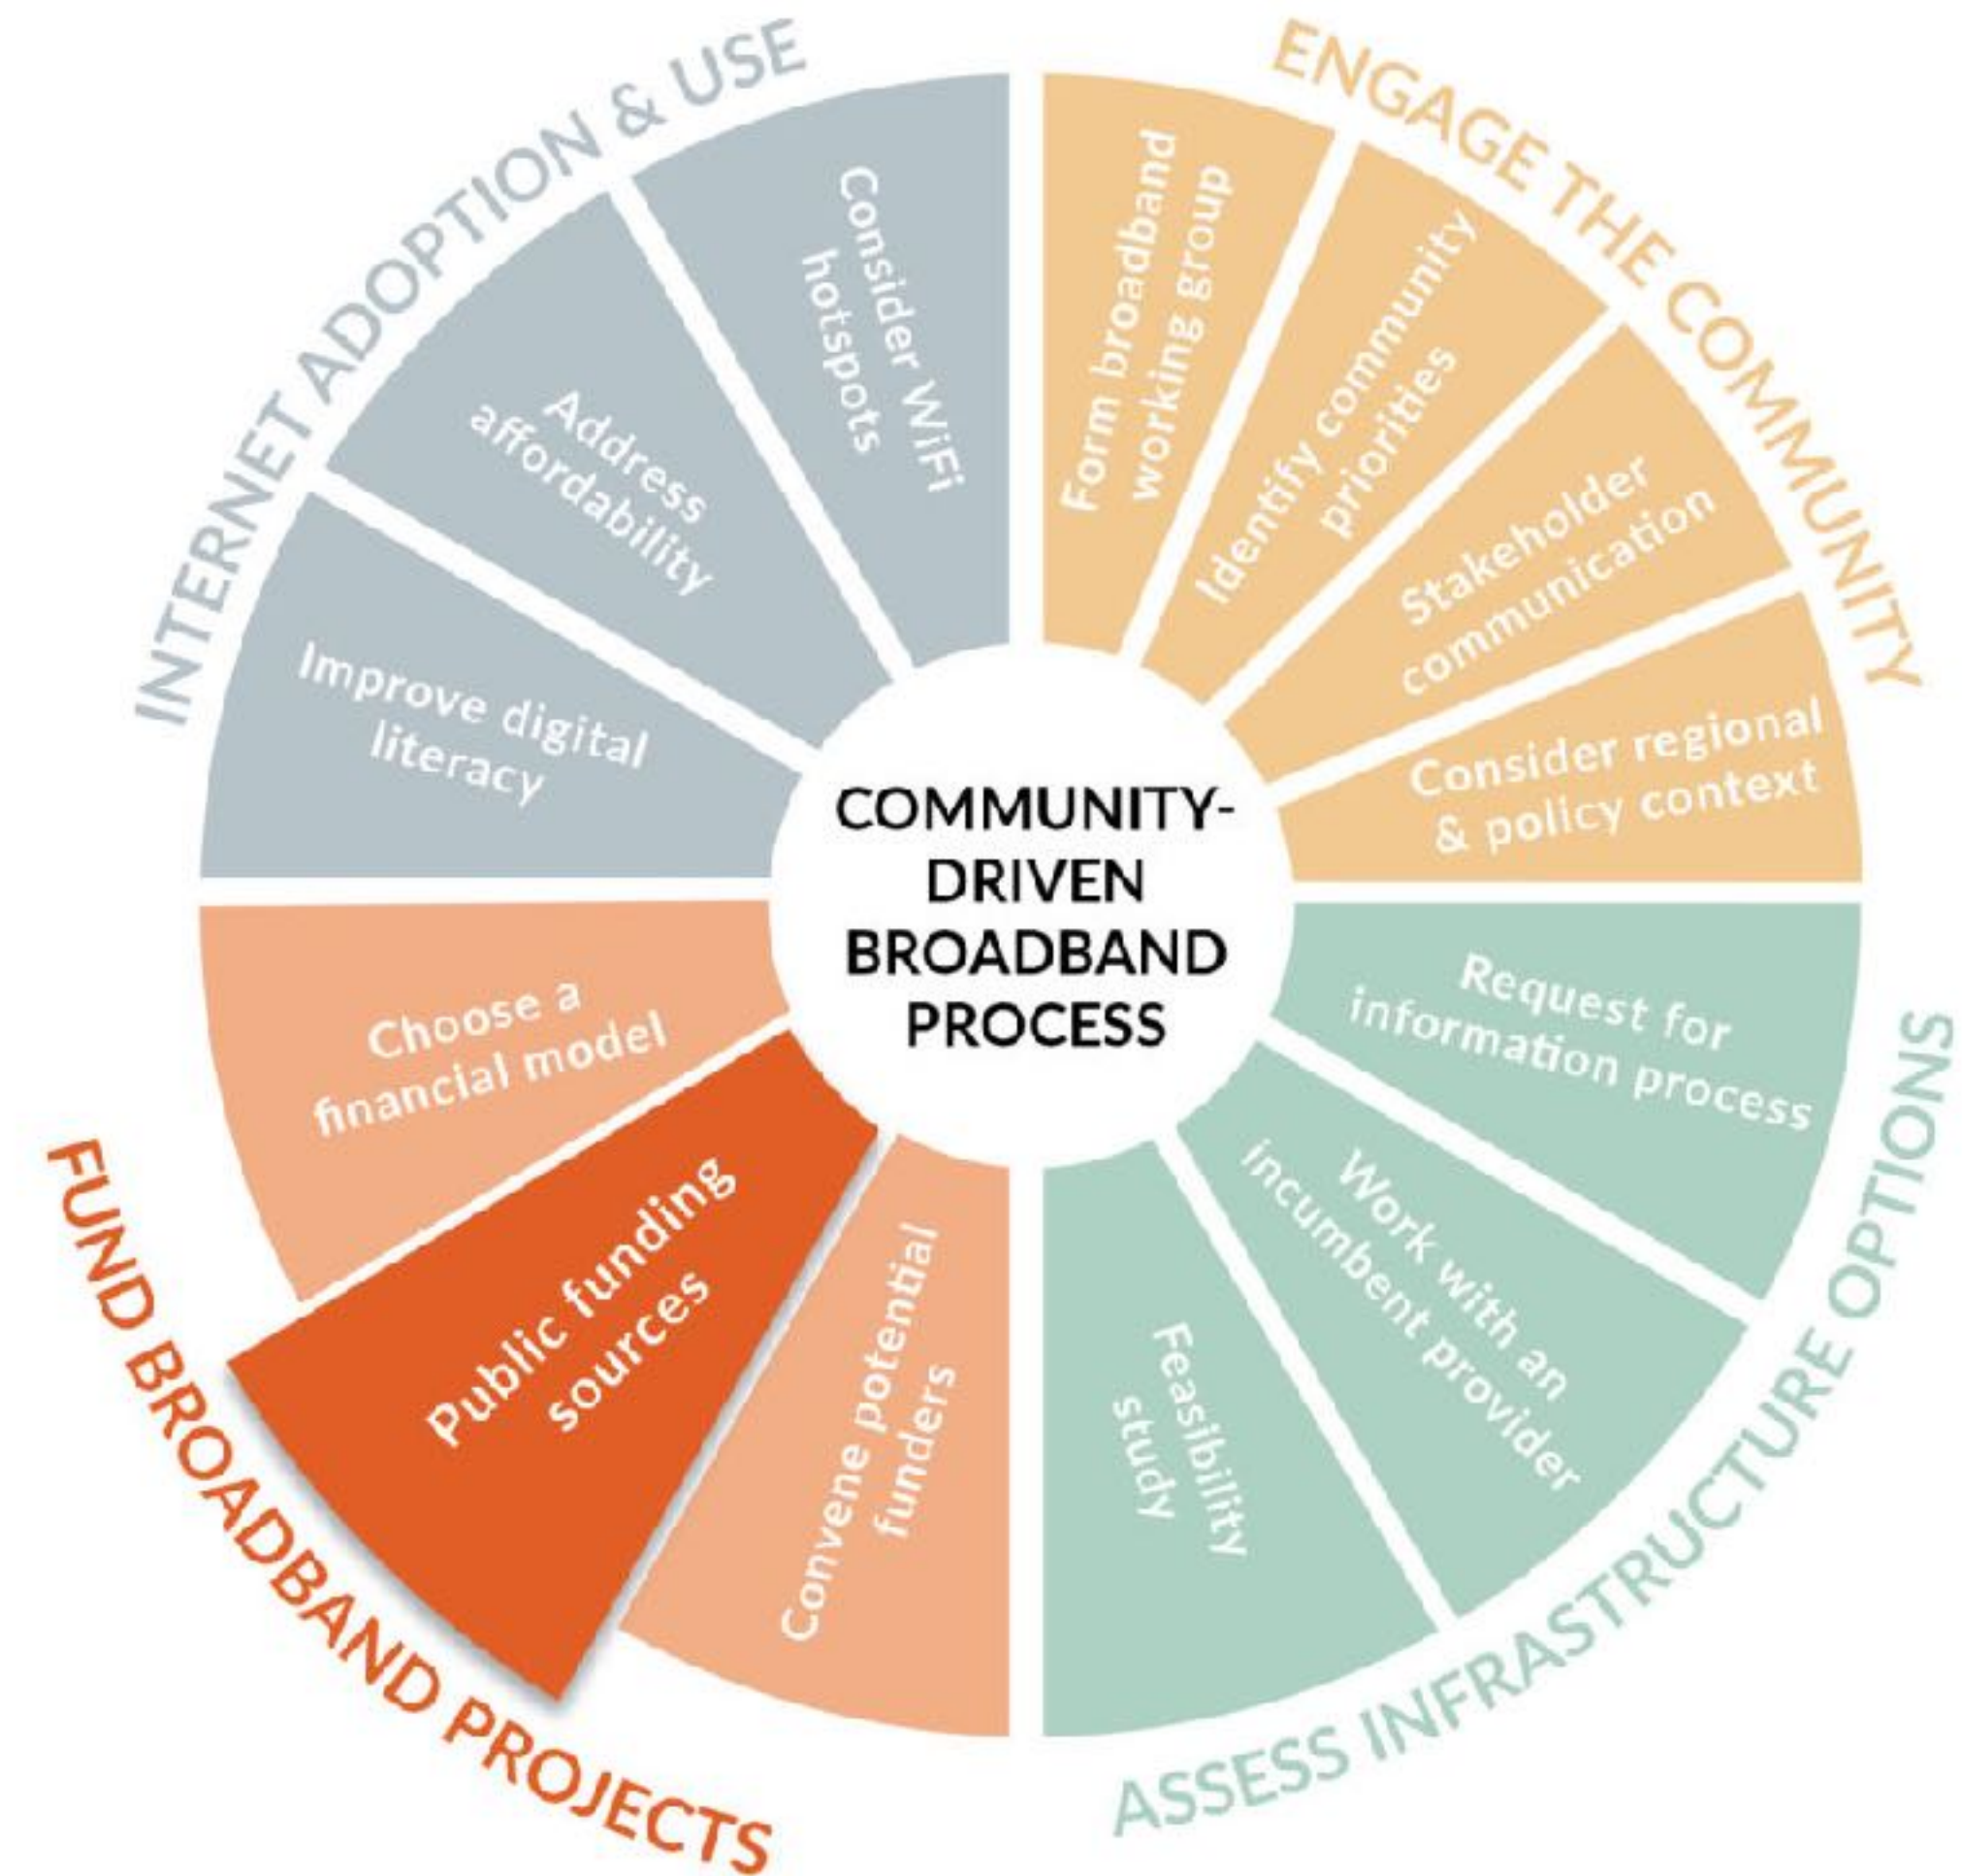 COMMUNITY-
DRIVEN
BROADBAND
PROCESS
ENGAGE THE COMMUNITY
Form broadband
working group
Identify community
priorities
Stakeholder
communication
Consider regional
& policy context
ASSESS INFRASTRUCTURE OPTIONS
Request for
information process
Work with an
incumbent provider
Feasibility
study
FUND BROADBAND PROJECTS
Convene potential
funders
Public funding
sources
Choose a
financial model
INTERNET ADOPTION & USE
Improve digital
literacy
Address
affordability
Consider WiFi
hotspots